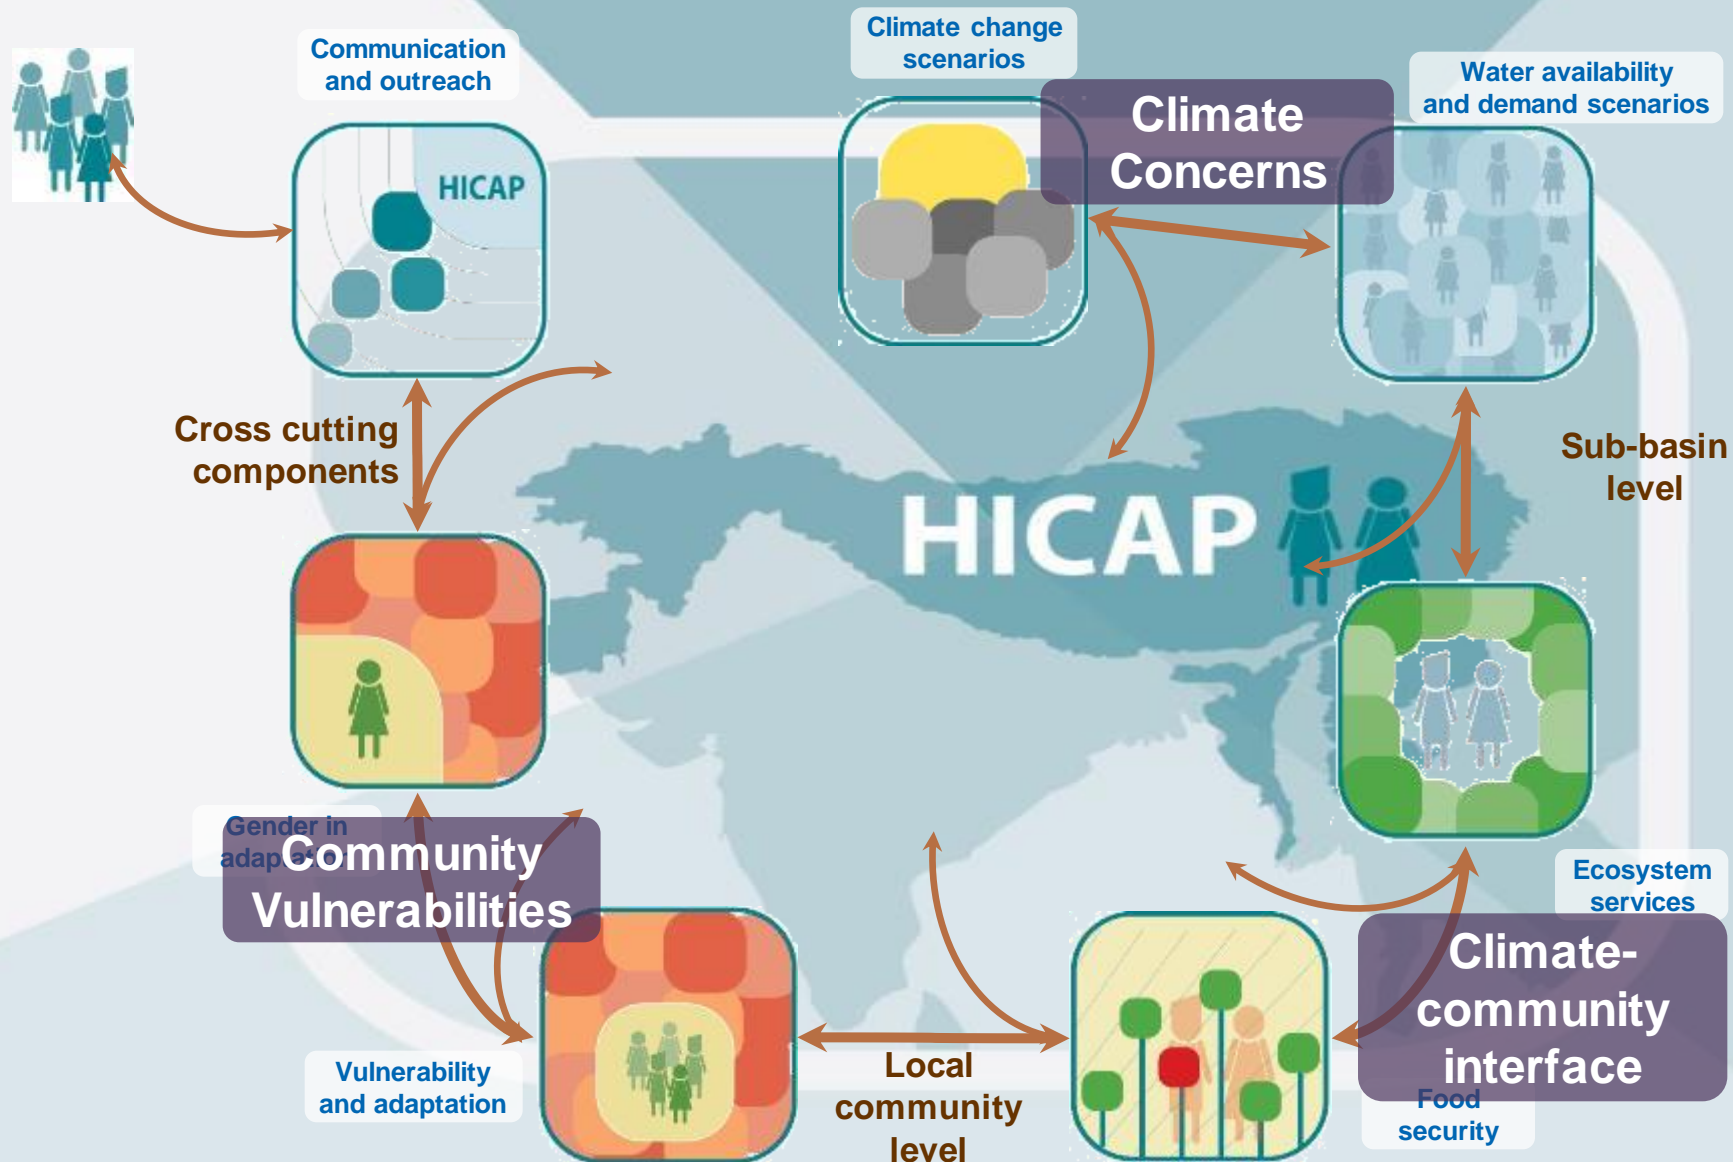 Communication
and outreach
Climate change
scenarios
Water availability
and demand scenarios
Climate
Concerns
HICAP
Cross cutting
components
Sub-basin
level
HICAP
Gender in
adaptation
Community
Vulnerabilities
Ecosystem
services
Climate-
community
interface
Vulnerability
and adaptation
Local
community
level
Food
security